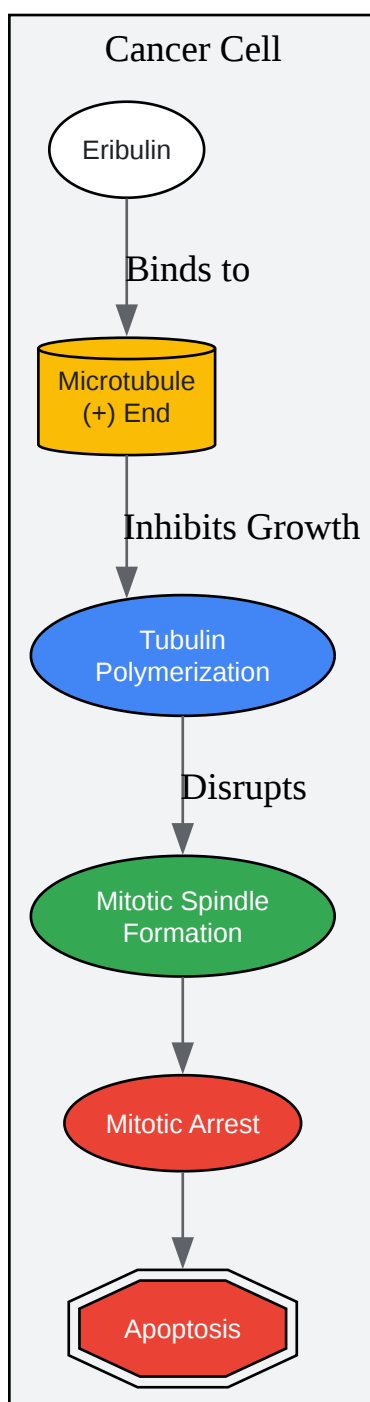 Cancer Cell
Eribulin
Binds to
Microtubule
(+) End
Inhibits Growth
Tubulin
Polymerization
Disrupts
Mitotic Spindle
Formation
Mitotic Arrest
Apoptosis